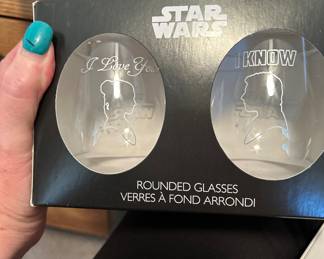 STAR
WARS
I Love You
I KNOW
ROUNDED GLASSES
VERRES À FOND ARRONDI